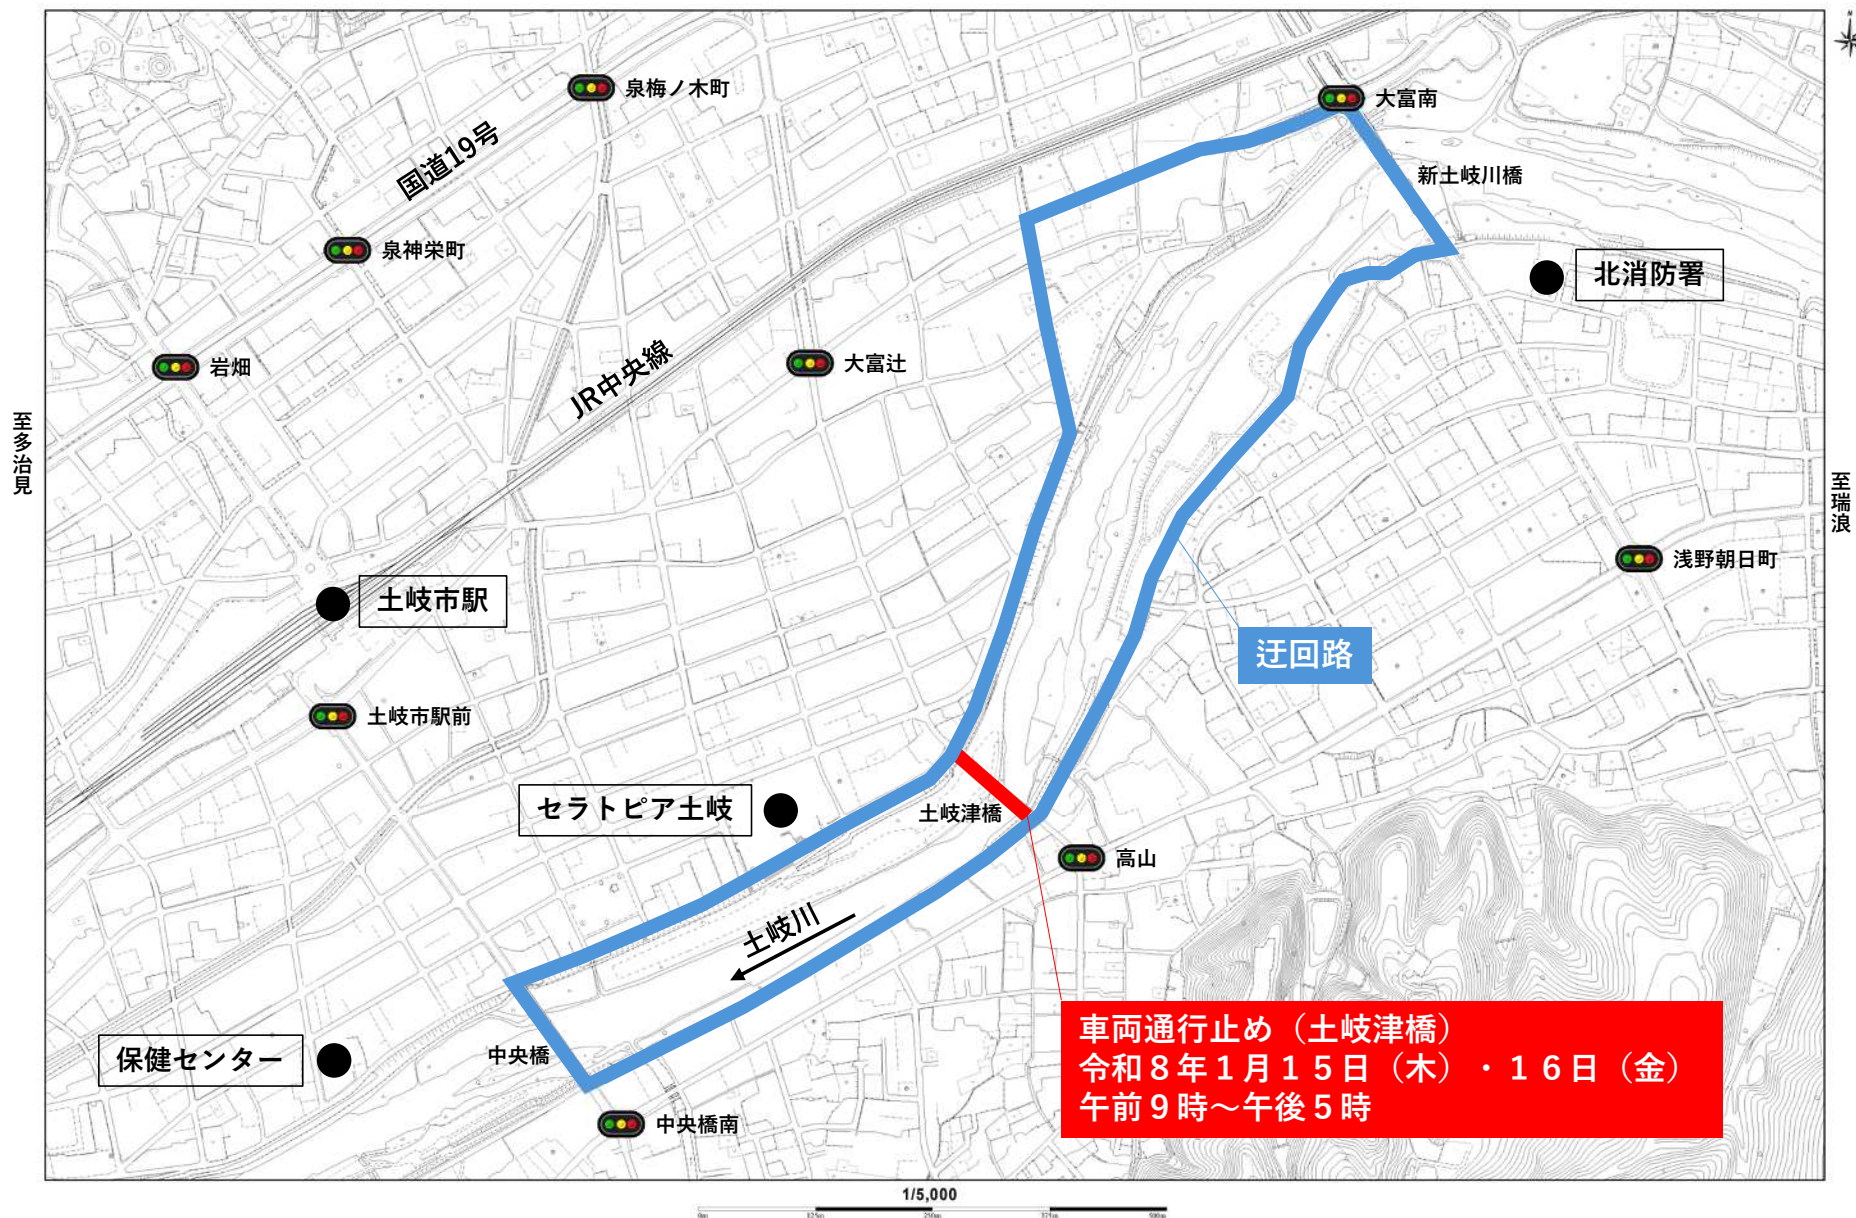 泉梅ノ木町
大富南
国道19号
新土岐川橋
泉神栄町
北消防署
岩畑
大富辻
JR中央線
至多治見
至瑞浪
浅野朝日町
土岐市駅
迂回路
土岐市駅前
セラトピア土岐
土岐津橋
高山
土岐川
保健センター
中央橋
中央橋南
車両通行止め（土岐津橋）
令和８年１月１５日（木）・１６日（金）
午前９時～午後５時
1/5,000
0m 125m 250m 375m 500m